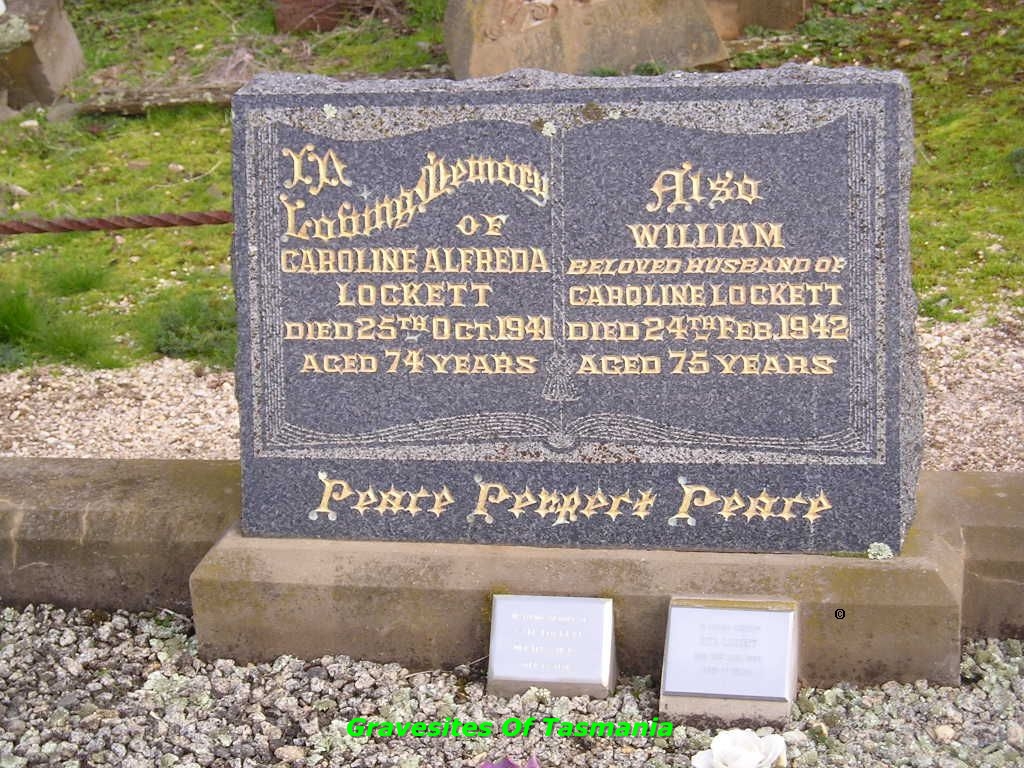 In
Loving Memory
OF
CAROLINE ALFREDA
LOCKETT
DIED 25TH OCT. 1941
AGED 74 YEARS
Also
WILLIAM
BELOVED HUSBAND OF
CAROLINE LOCKETT
DIED 24TH FEB. 1942
AGED 75 YEARS
Peace Perfect Peace
LOCKETT
©
Gravesites Of Tasmania